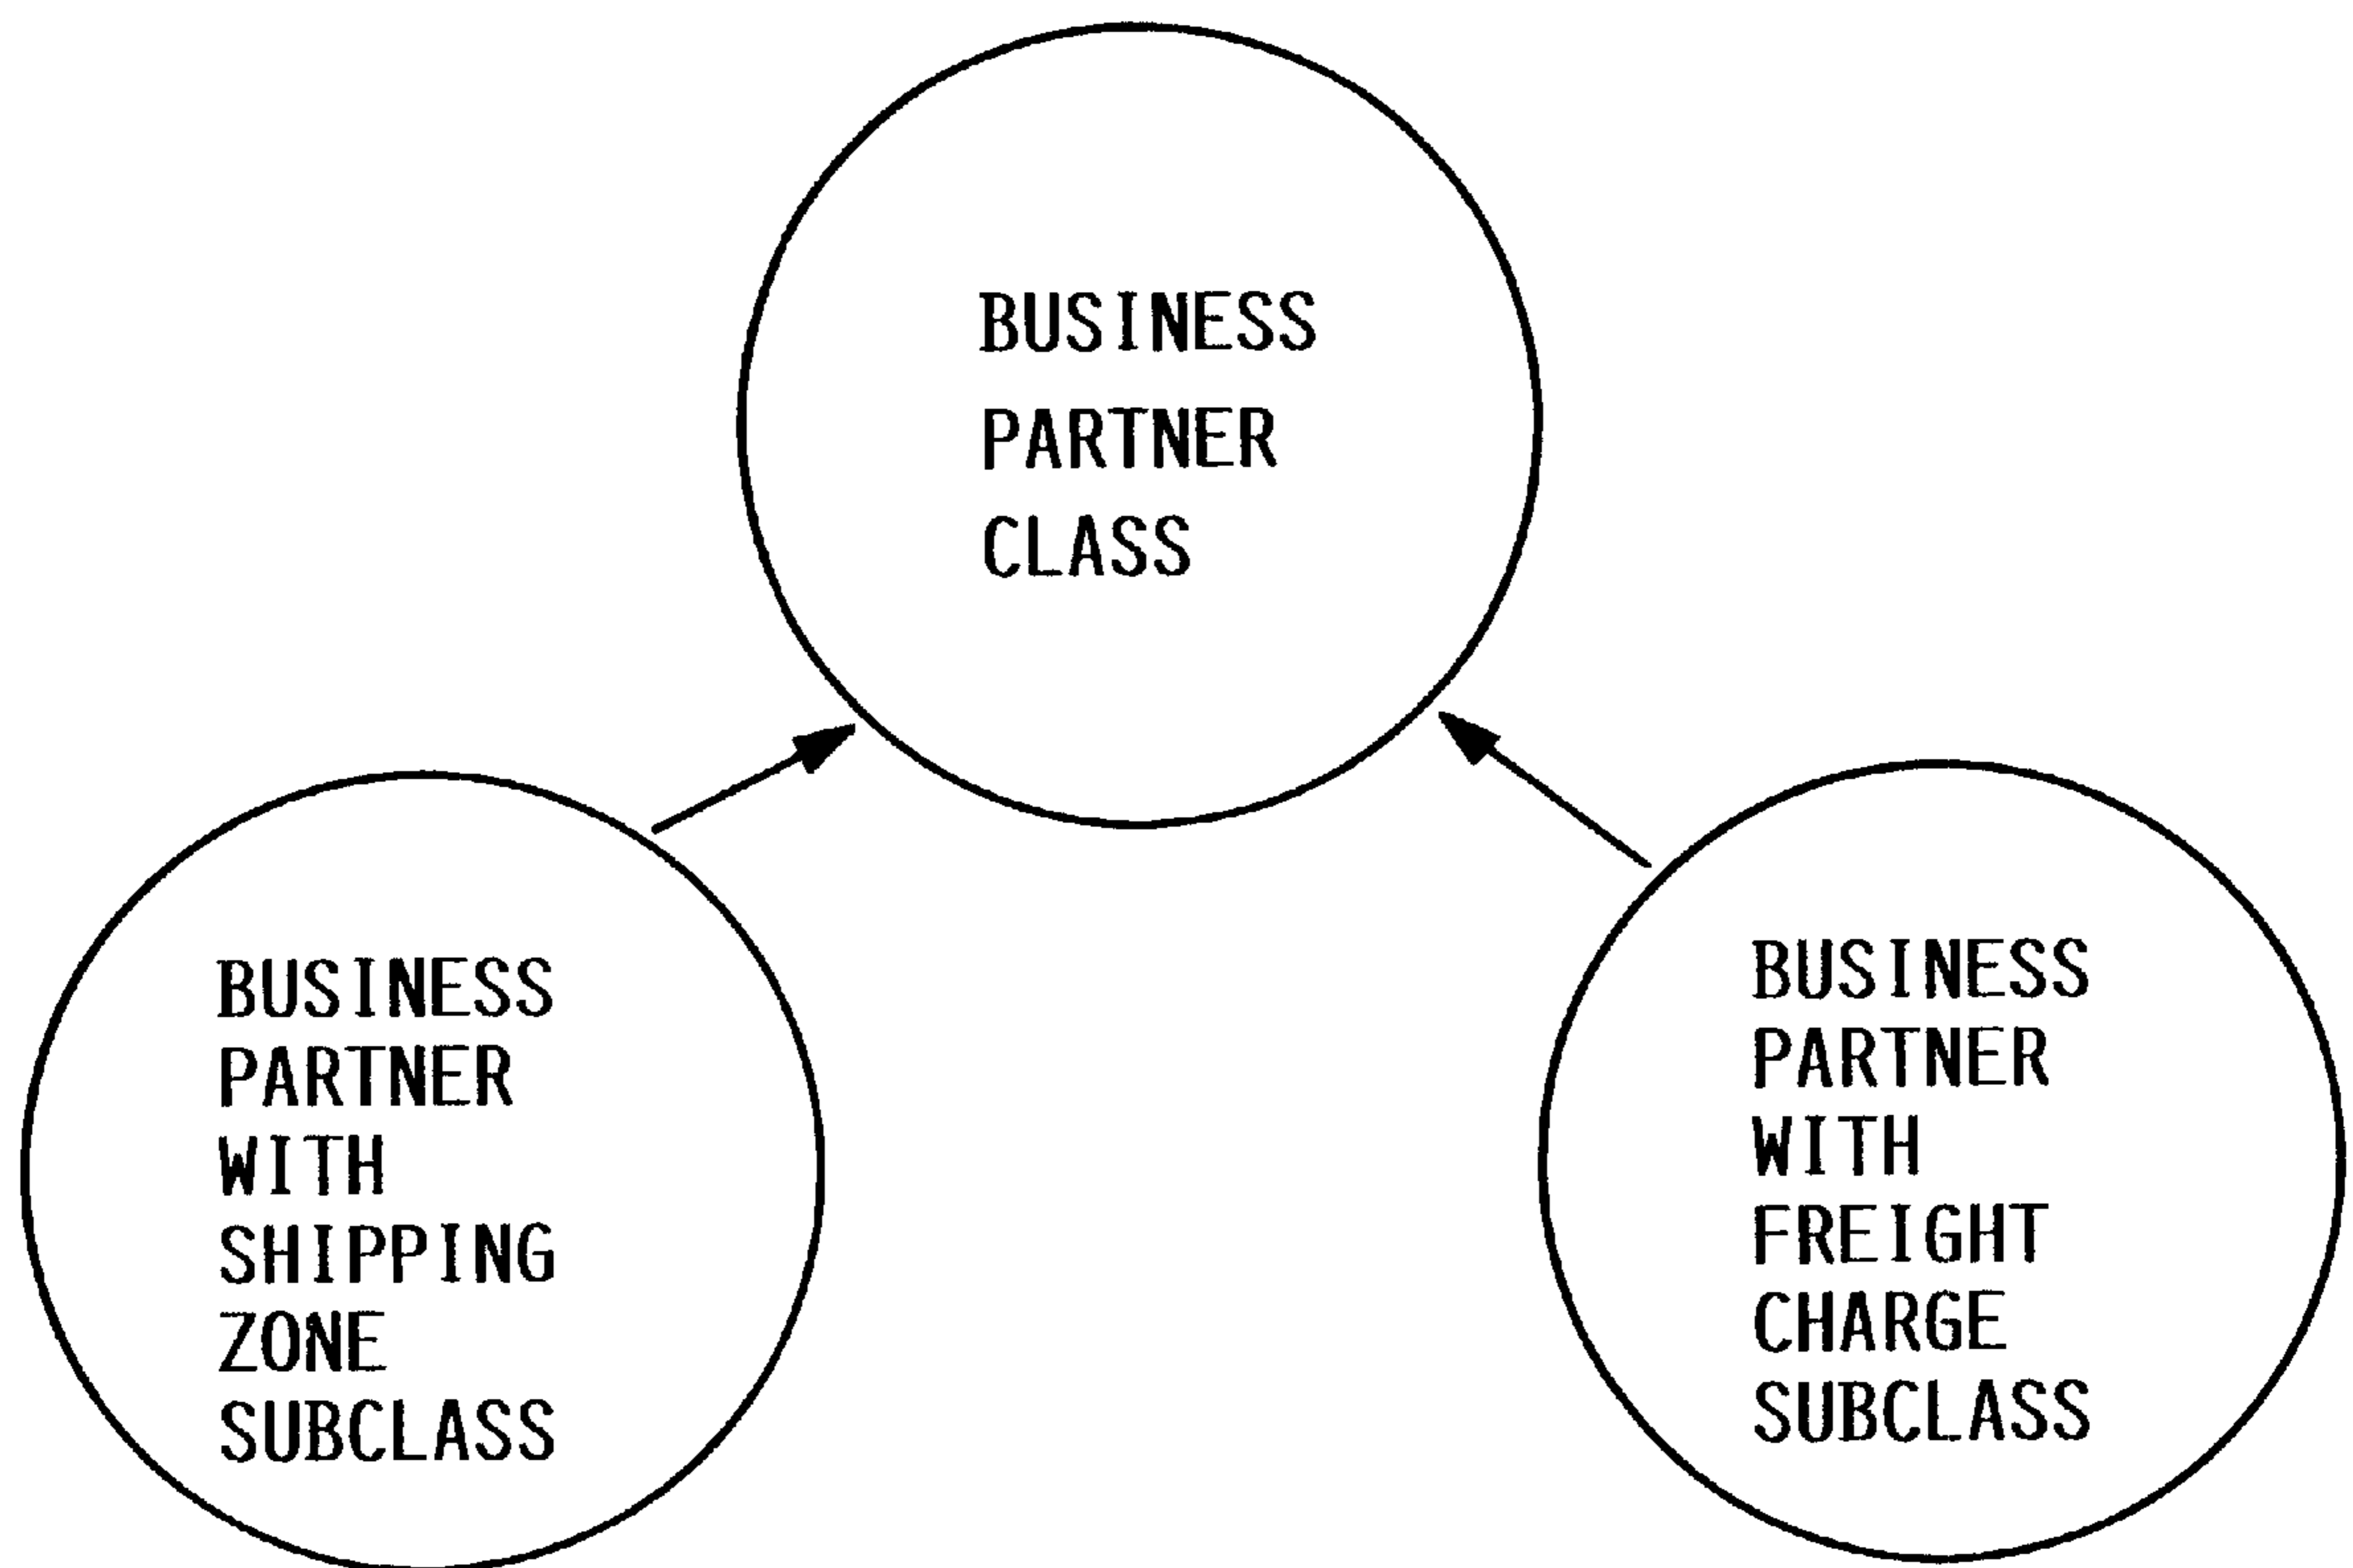 BUSINESS
PARTNER
CLASS
BUSINESS
PARTNER
WITH
SHIPPING
ZONE
SUBCLASS
BUSINESS
PARTNER
WITH
FREIGHT
CHARGE
SUBCLASS